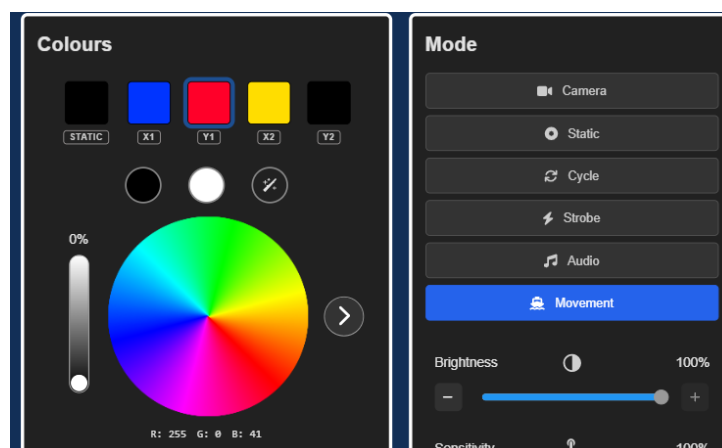 Colours
STATIC X1 Y1 X2 Y2
0%
R: 255 G: 0 B: 41
Mode
Camera
Static
Cycle
Strobe
Audio
Movement
Brightness 100%
Sensitivity 100%